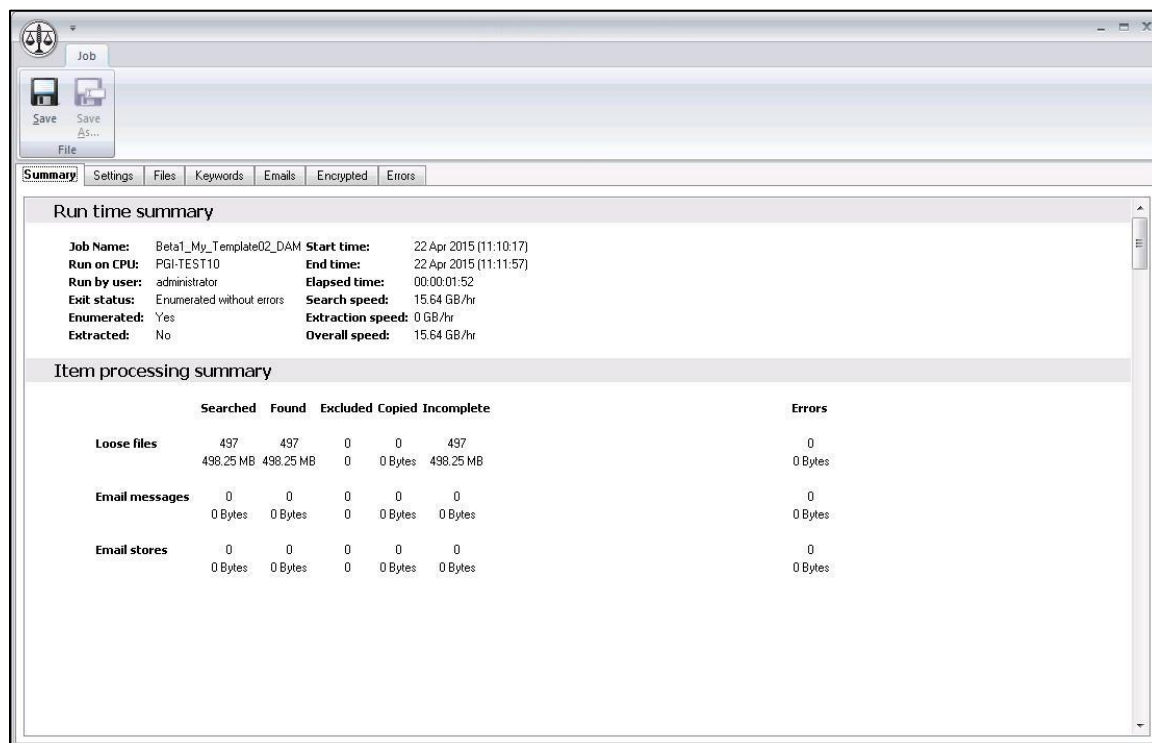 Job
Save Save As...
File
Summary Settings Files Keywords Emails Encrypted Errors
Run time summary
Job Name: Beta1_My_Template02_DAM Start time: 22 Apr 2015 (11:10:17)
Run on CPU: PGI-TEST10 End time: 22 Apr 2015 (11:11:57)
Run by user: administrator Elapsed time: 00:00:01:52
Exit status: Enumerated without errors Search speed: 15.64 GB/hr
Enumerated: Yes Extraction speed: 0 GB/hr
Extracted: No Overall speed: 15.64 GB/hr
Item processing summary
Searched Found Excluded Copied Incomplete Errors
Loose files 497 497 0 0 497 0
498.25 MB 498.25 MB 0 0 Bytes 498.25 MB 0 Bytes
Email messages 0 0 0 0 0 0
0 Bytes 0 Bytes 0 0 Bytes 0 Bytes 0 Bytes
Email stores 0 0 0 0 0 0
0 Bytes 0 Bytes 0 0 Bytes 0 Bytes 0 Bytes